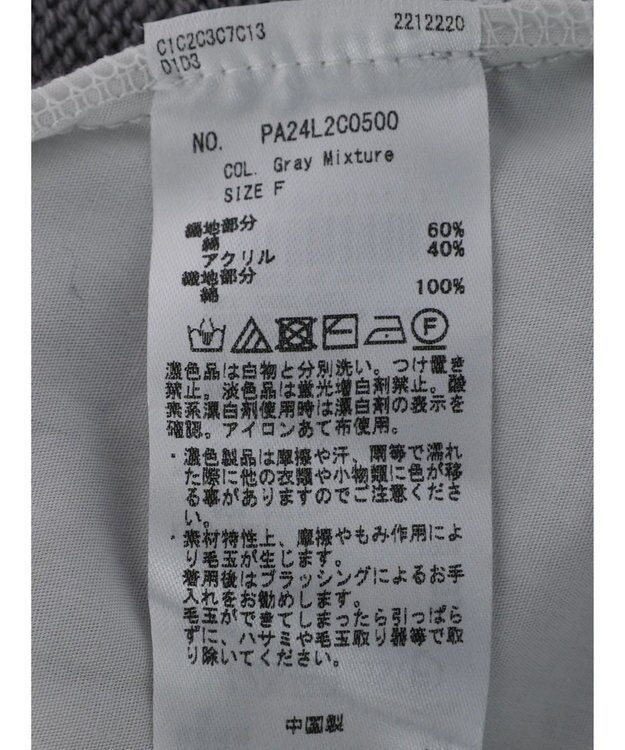 C1C2C3C7C13 2212220
D1D3
NO. PA24L2C0500
COL. Gray Mixture
SIZE F
編地部分
綿 60%
アクリル 40%
織地部分
綿 100%
F
濃色品は白物と分別洗い。つけ置き
禁止。淡色品は蛍光増白剤禁止。酸
素系漂白剤使用時は漂白剤の表示を
確認。アイロンあて布使用。
・濃色製品は摩擦や汗、雨等で濡れ
た際に他の衣類や小物類に色が移
る事がありますのでご注意くださ
い。
・素材特性上、摩擦やもみ作用によ
り毛玉が生じます。
着用後はブラッシングによるお手
入れをお勧めします。
毛玉ができてしまったら引っぱら
ずに、ハサミや毛玉取り器等で取
り除いてください。
中国製